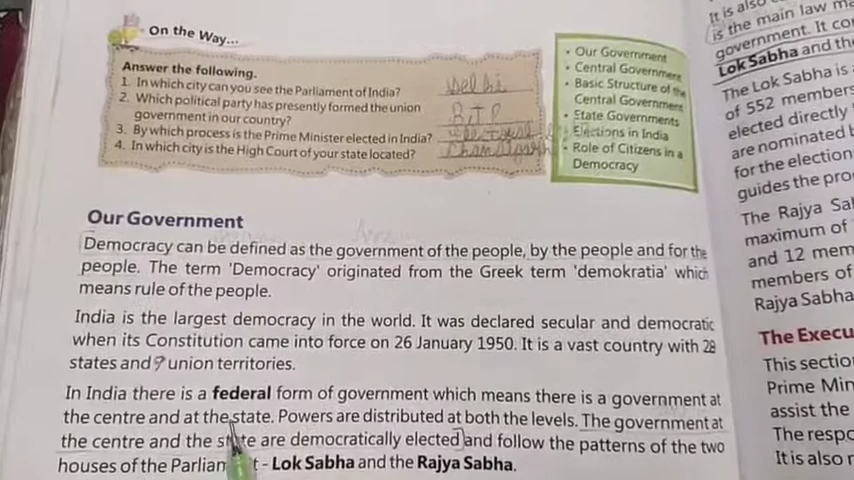 On the Way...
Answer the following.
1. In which city can you see the Parliament of India? Delhi
2. Which political party has presently formed the union
government in our country? BJP
3. By which process is the Prime Minister elected in India?
4. In which city is the High Court of your state located? Chandigarh
• Our Government
• Central Government
• Basic Structure of the
Central Government
• State Governments
• Elections in India
• Role of Citizens in a
Democracy
Our Government
Democracy can be defined as the government of the people, by the people and for the
people. The term 'Democracy' originated from the Greek term 'demokratia' which
means rule of the people.
India is the largest democracy in the world. It was declared secular and democratic
when its Constitution came into force on 26 January 1950. It is a vast country with 28
states and 9 union territories.
In India there is a federal form of government which means there is a government at
the centre and at the state. Powers are distributed at both the levels. The government at
the centre and the state are democratically elected and follow the patterns of the two
houses of the - Lok Sabha and the Rajya Sabha.
It is also
is the main law
government. It
Lok Sabha and the
The Lok Sabha is
of 552 members
elected directly
are nominated b
for the election
guides the pro
The Rajya Sa
maximum of
and 12 mem
members of
Rajya Sabha
The Execu
This sectio
Prime Min
assist the
The respo
It is also r